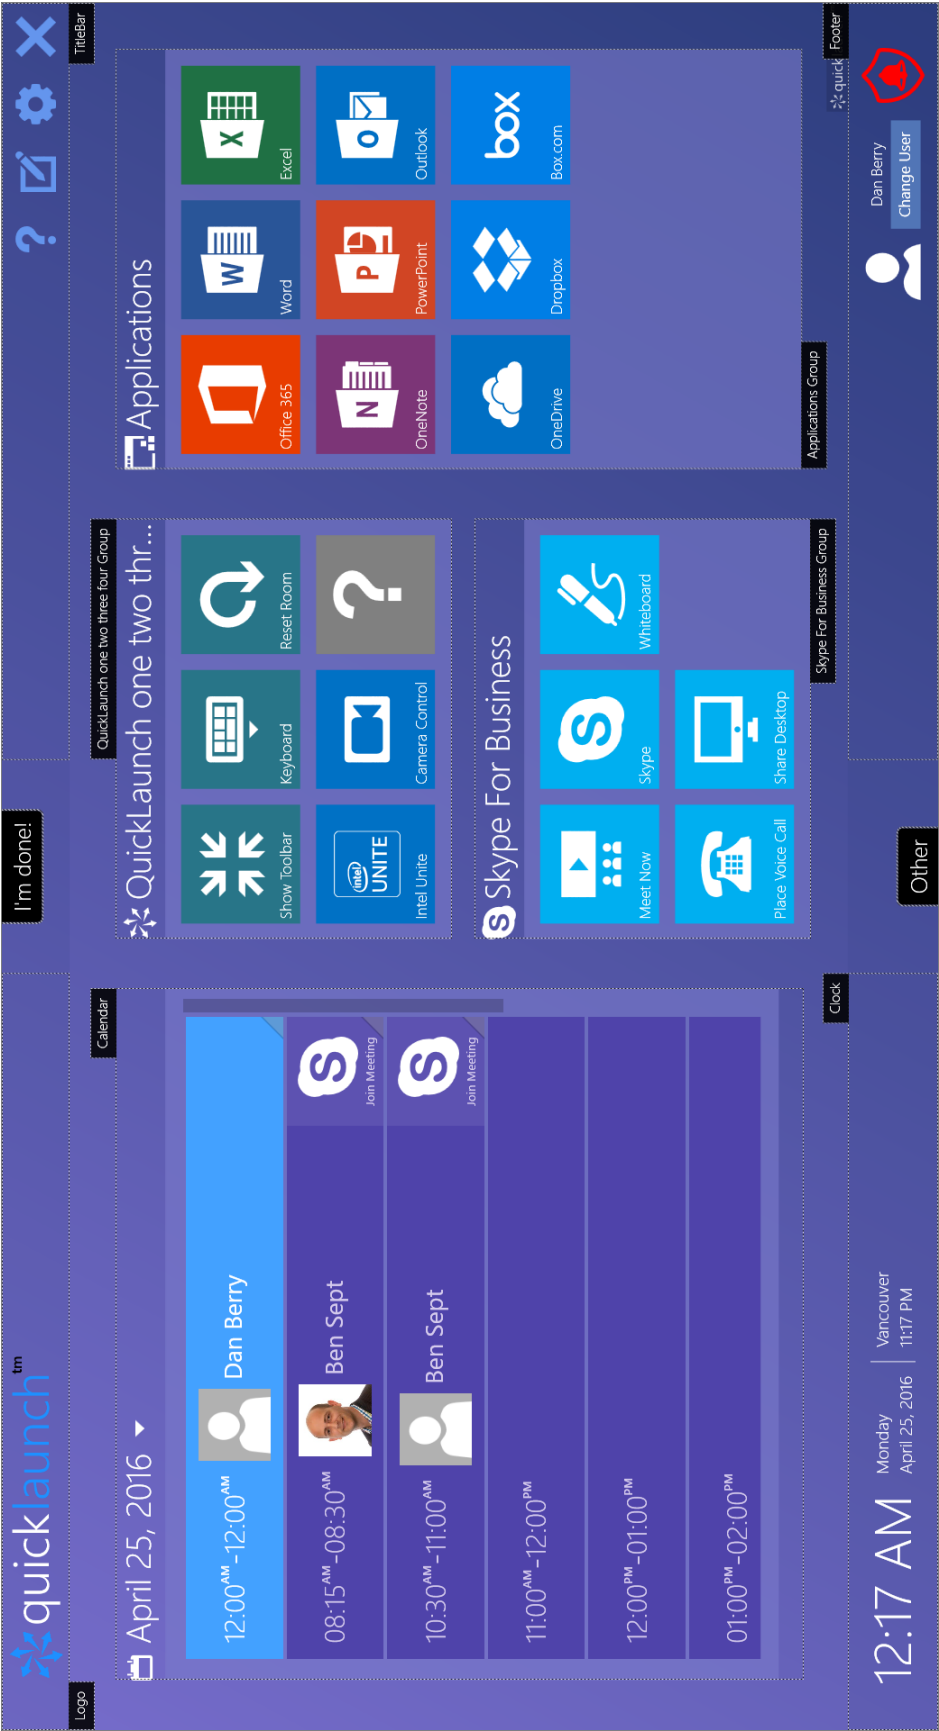 quicklaunch™
Logo
I'm done!
TitleBar
?
Calendar
April 25, 2016
12:00AM-12:00AM
Dan Berry
08:15AM-08:30AM
Ben Sept
Join Meeting
10:30AM-11:00AM
Ben Sept
Join Meeting
11:00AM-12:00PM
12:00PM-01:00PM
01:00PM-02:00PM
QuickLaunch one two three four Group
QuickLaunch one two thr...
Show Toolbar
Keyboard
Reset Room
intel
UNITE
Intel Unite
Camera Control
?
Skype For Business
Meet Now
Skype
Whiteboard
Place Voice Call
Share Desktop
Skype For Business Group
Applications
Office 365
Word
Excel
OneNote
PowerPoint
Outlook
OneDrive
Dropbox
box
Box.com
Applications Group
Clock
12:17 AM
Monday
April 25, 2016
Vancouver
11:17 PM
Other
Footer
quick
Dan Berry
Change User